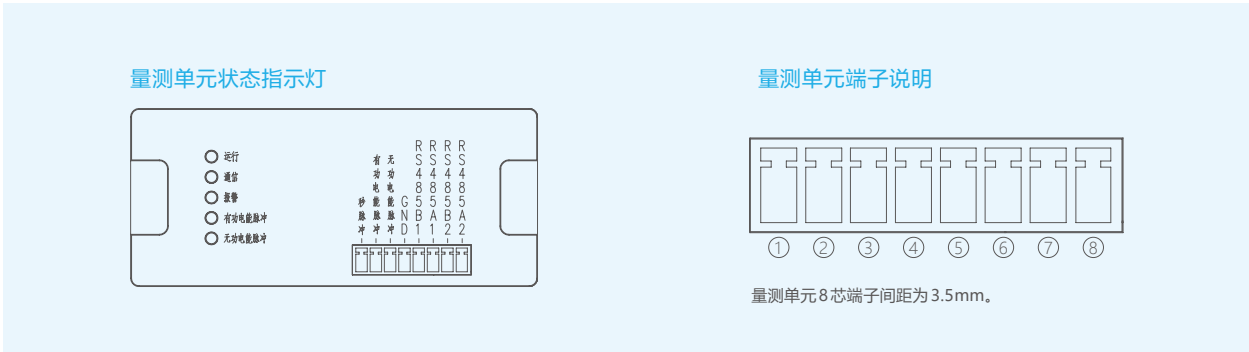 量测单元状态指示灯
运行
通信
报警
有功电能脉冲
无功电能脉冲
秒脉冲
有功电能脉冲
无功电能脉冲
GND
RS485B1
RS485A1
RS485B2
RS485A2
量测单元端子说明
① ② ③ ④ ⑤ ⑥ ⑦ ⑧
量测单元8芯端子间距为3.5mm。